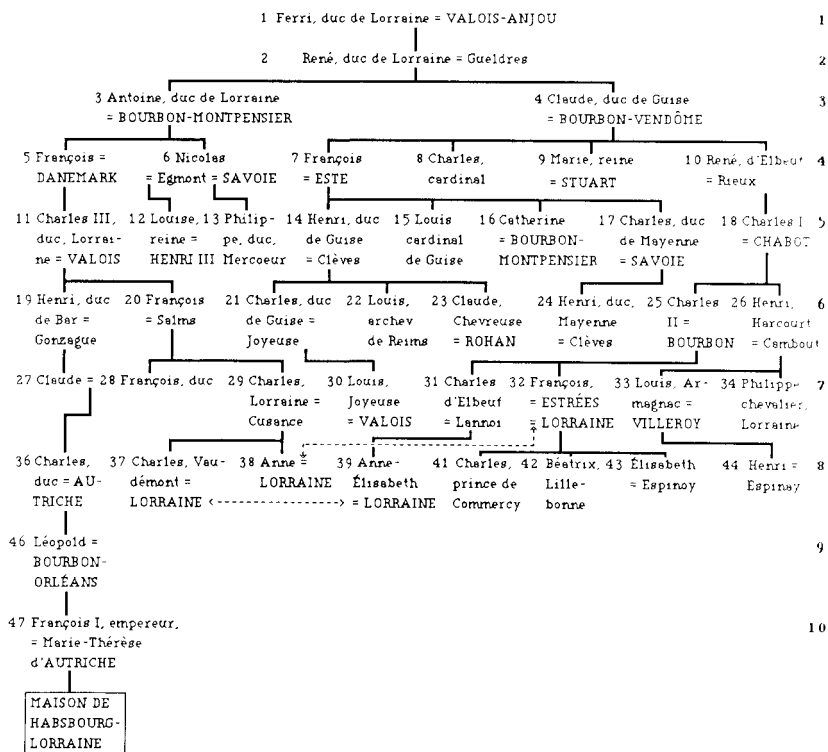 1 Ferri, duc de Lorraine = VALOIS-ANJOU 1
2 René, duc de Lorraine = Gueldres 2
3 Antoine, duc de Lorraine = BOURBON-MONTPENSIER
4 Claude, duc de Guise = BOURBON-VENDÔME
3
5 François = DANEMARK
6 Nicolas = Egmont = SAVOIE
7 François = ESTE
8 Charles, cardinal
9 Marie, reine = STUART
10 René, d'Elbeuf = Rieux
4
11 Charles III, duc, Lorrai-ne = VALOIS
12 Louise, reine = HENRI III
13 Philip-pe, duc, Mercoeur
14 Henri, duc de Guise = Clèves
15 Louis cardinal de Guise
16 Catherine = BOURBON-MONTPENSIER
17 Charles, duc de Mayenne = SAVOIE
18 Charles I = CHABOT
5
19 Henri, duc de Bar = Gonzague
20 François = Salms
21 Charles, duc de Guise = Joyeuse
22 Louis, archev de Reims
23 Claude, Chevreuse = ROHAN
24 Henri, duc, Mayenne = Clèves
25 Charles II = BOURBON
26 Henri, Harcourt = Cambout
6
27 Claude =
28 François, duc
29 Charles, Lorraine = Cusance
30 Louis, Joyeuse = VALOIS
31 Charles d'Elbeuf = Lannoi
32 François, = ESTRÉES = LORRAINE
33 Louis, Ar-magnac = VILLEROY
34 Philippe chevalier, Lorraine
7
36 Charles, duc = AU-TRICHE
37 Charles, Vau-démont = LORRAINE <------------->
38 Anne = LORRAINE
39 Anne-Élisabeth = LORRAINE
41 Charles, prince de Commercy
42 Béatrix, Lille-bonne
43 Élisabeth = Espinoy
44 Henri = Espinay
8
46 Léopold = BOURBON-ORLÉANS
9
47 François I, empereur, = Marie-Thérèse d'AUTRICHE
10
MAISON DE
HABSBOURG-
LORRAINE